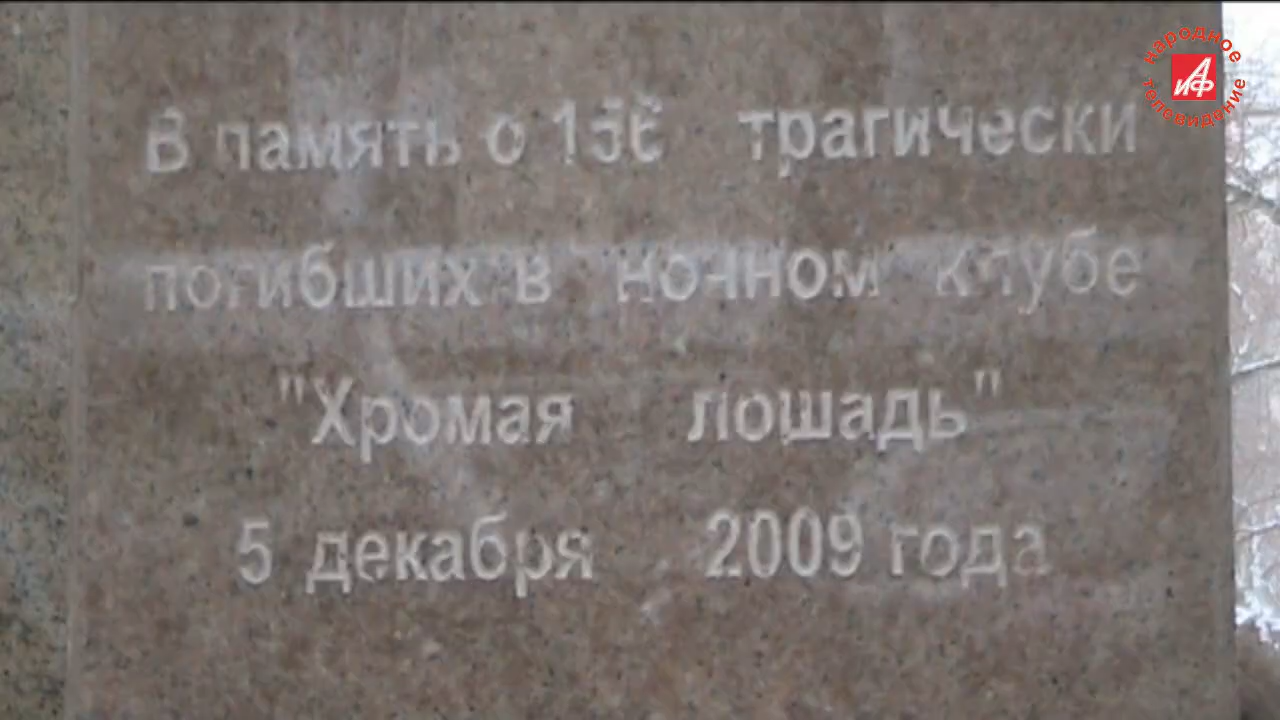 В память о 156 трагически
погибших в ночном клубе
"Хромая лошадь"
5 декабря 2009 года
народное
АиФ
телевидение